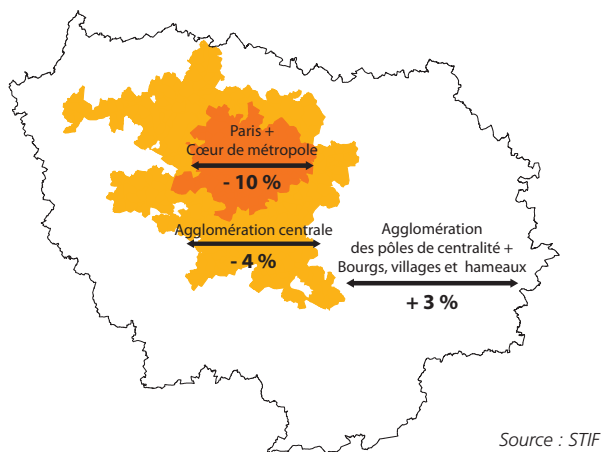 Paris +
Cœur de métropole
- 10 %
Agglomération centrale
- 4 %
Agglomération
des pôles de centralité +
Bourgs, villages et hameaux
+ 3 %
Source : STIF